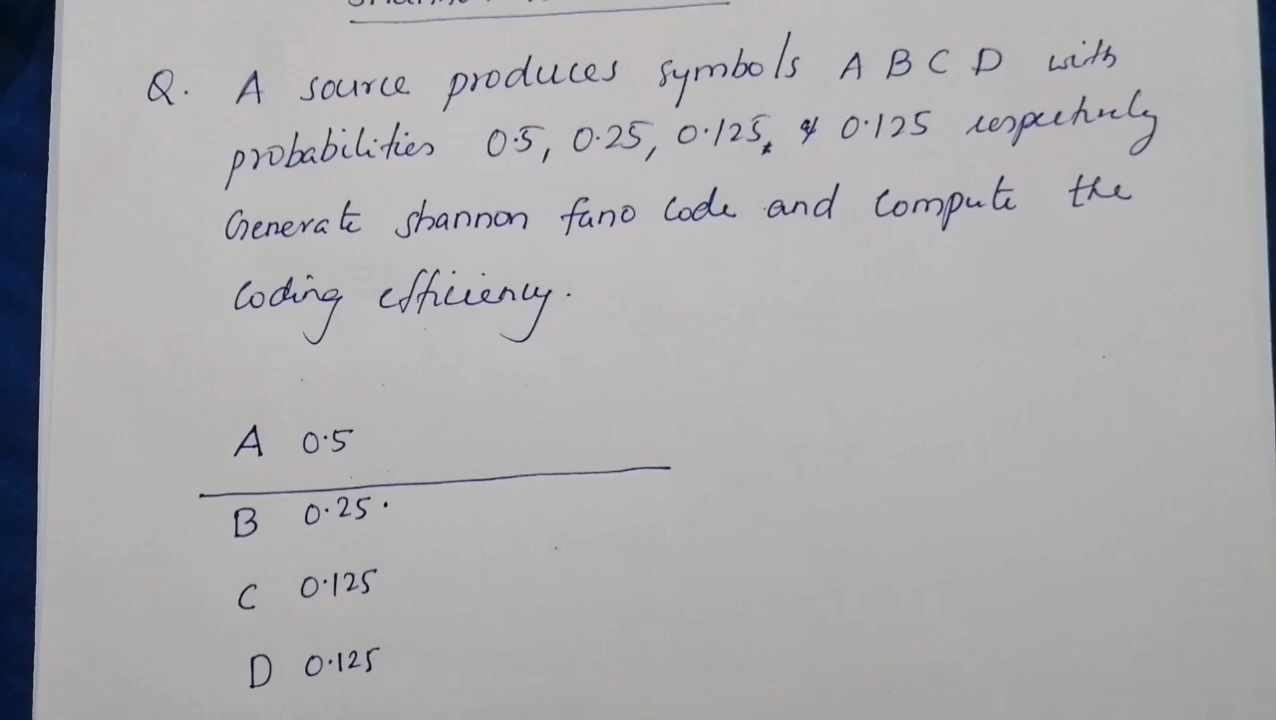 Q. A source produces symbols A B C D with
probabilities 0.5, 0.25, 0.125, & 0.125 respectively
Generate shannon fano code and compute the
coding efficiency.
A 0.5
B 0.25
C 0.125
D 0.125